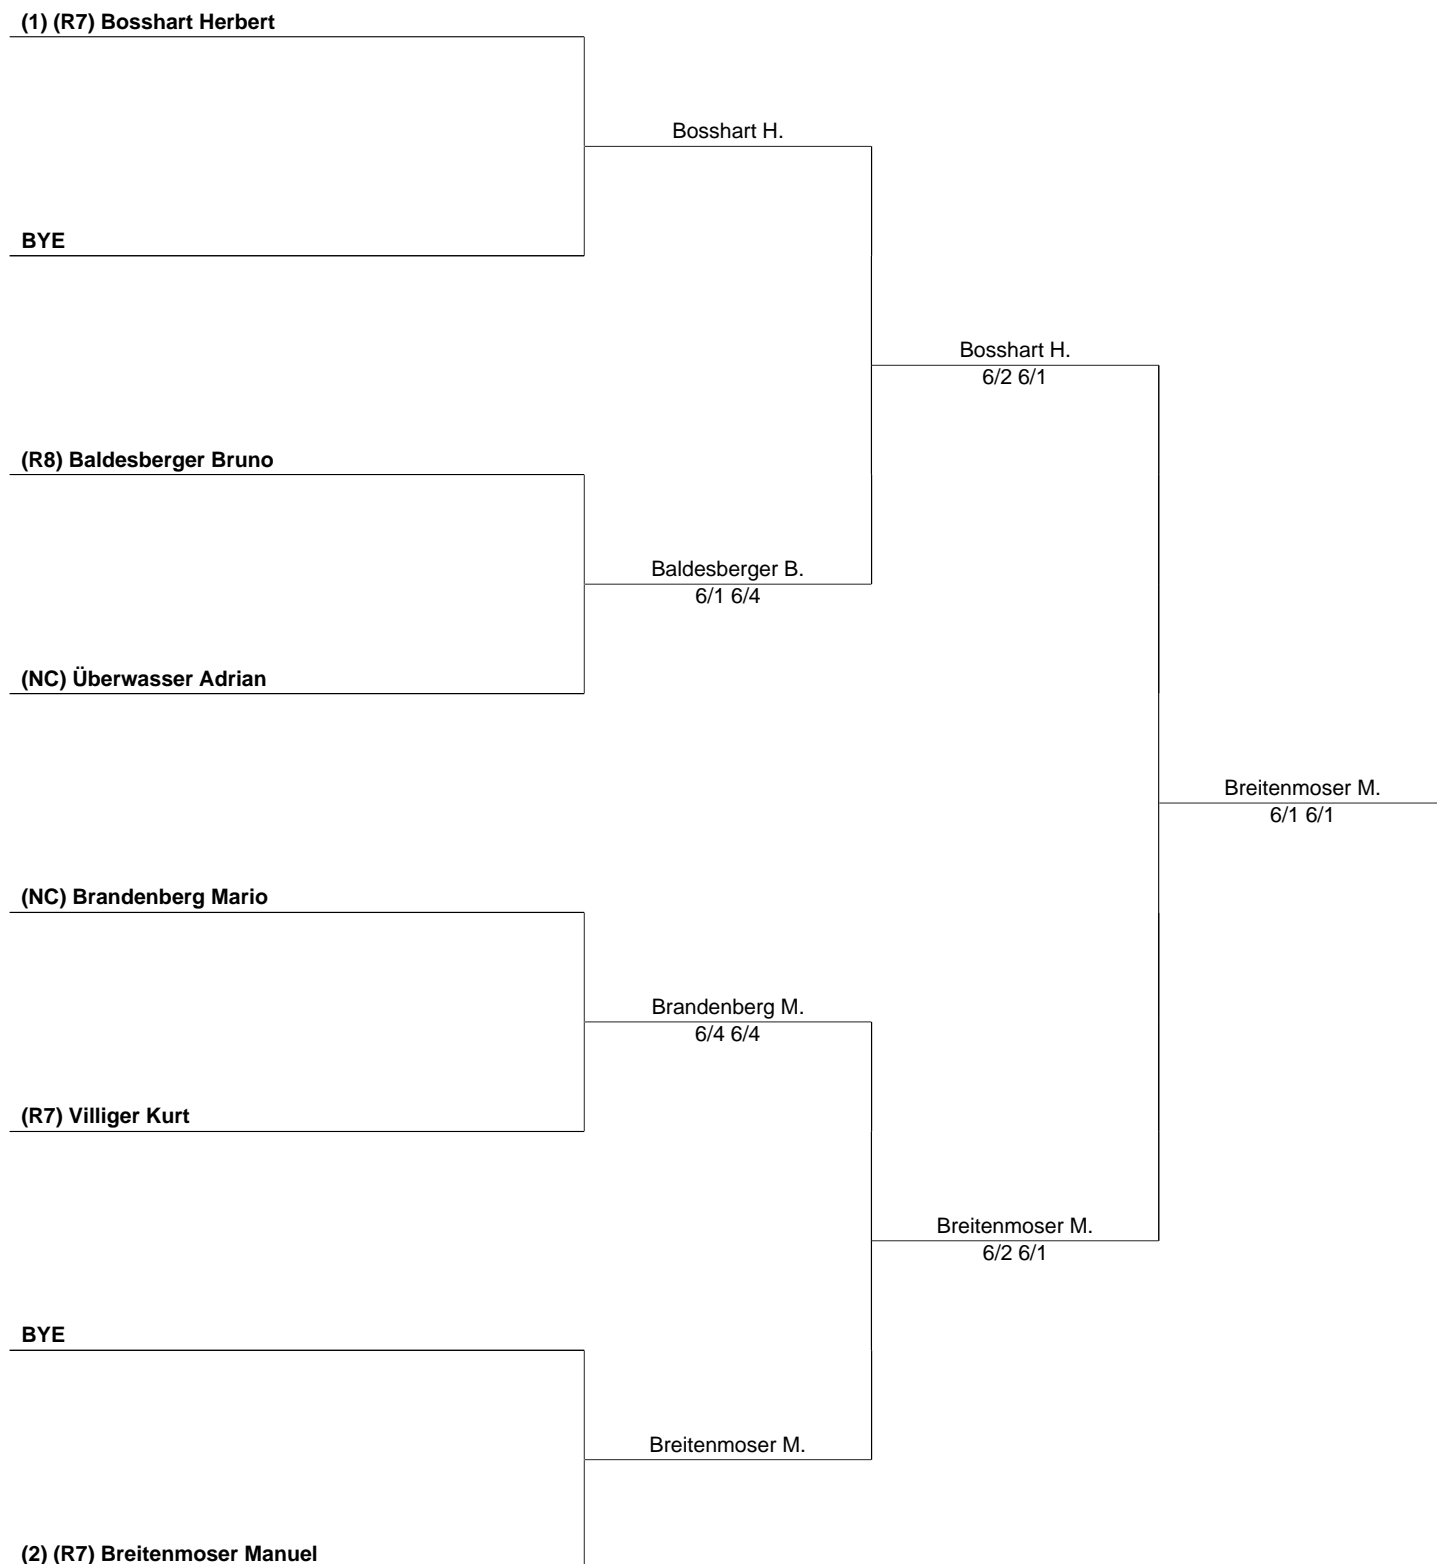 (1) (R7) Bosshart Herbert
Bosshart H.
BYE
Bosshart H.
6/2 6/1
(R8) Baldesberger Bruno
Baldesberger B.
6/1 6/4
(NC) Überwasser Adrian
Breitenmoser M.
6/1 6/1
(NC) Brandenberg Mario
Brandenberg M.
6/4 6/4
(R7) Villiger Kurt
Breitenmoser M.
6/2 6/1
BYE
Breitenmoser M.
(2) (R7) Breitenmoser Manuel